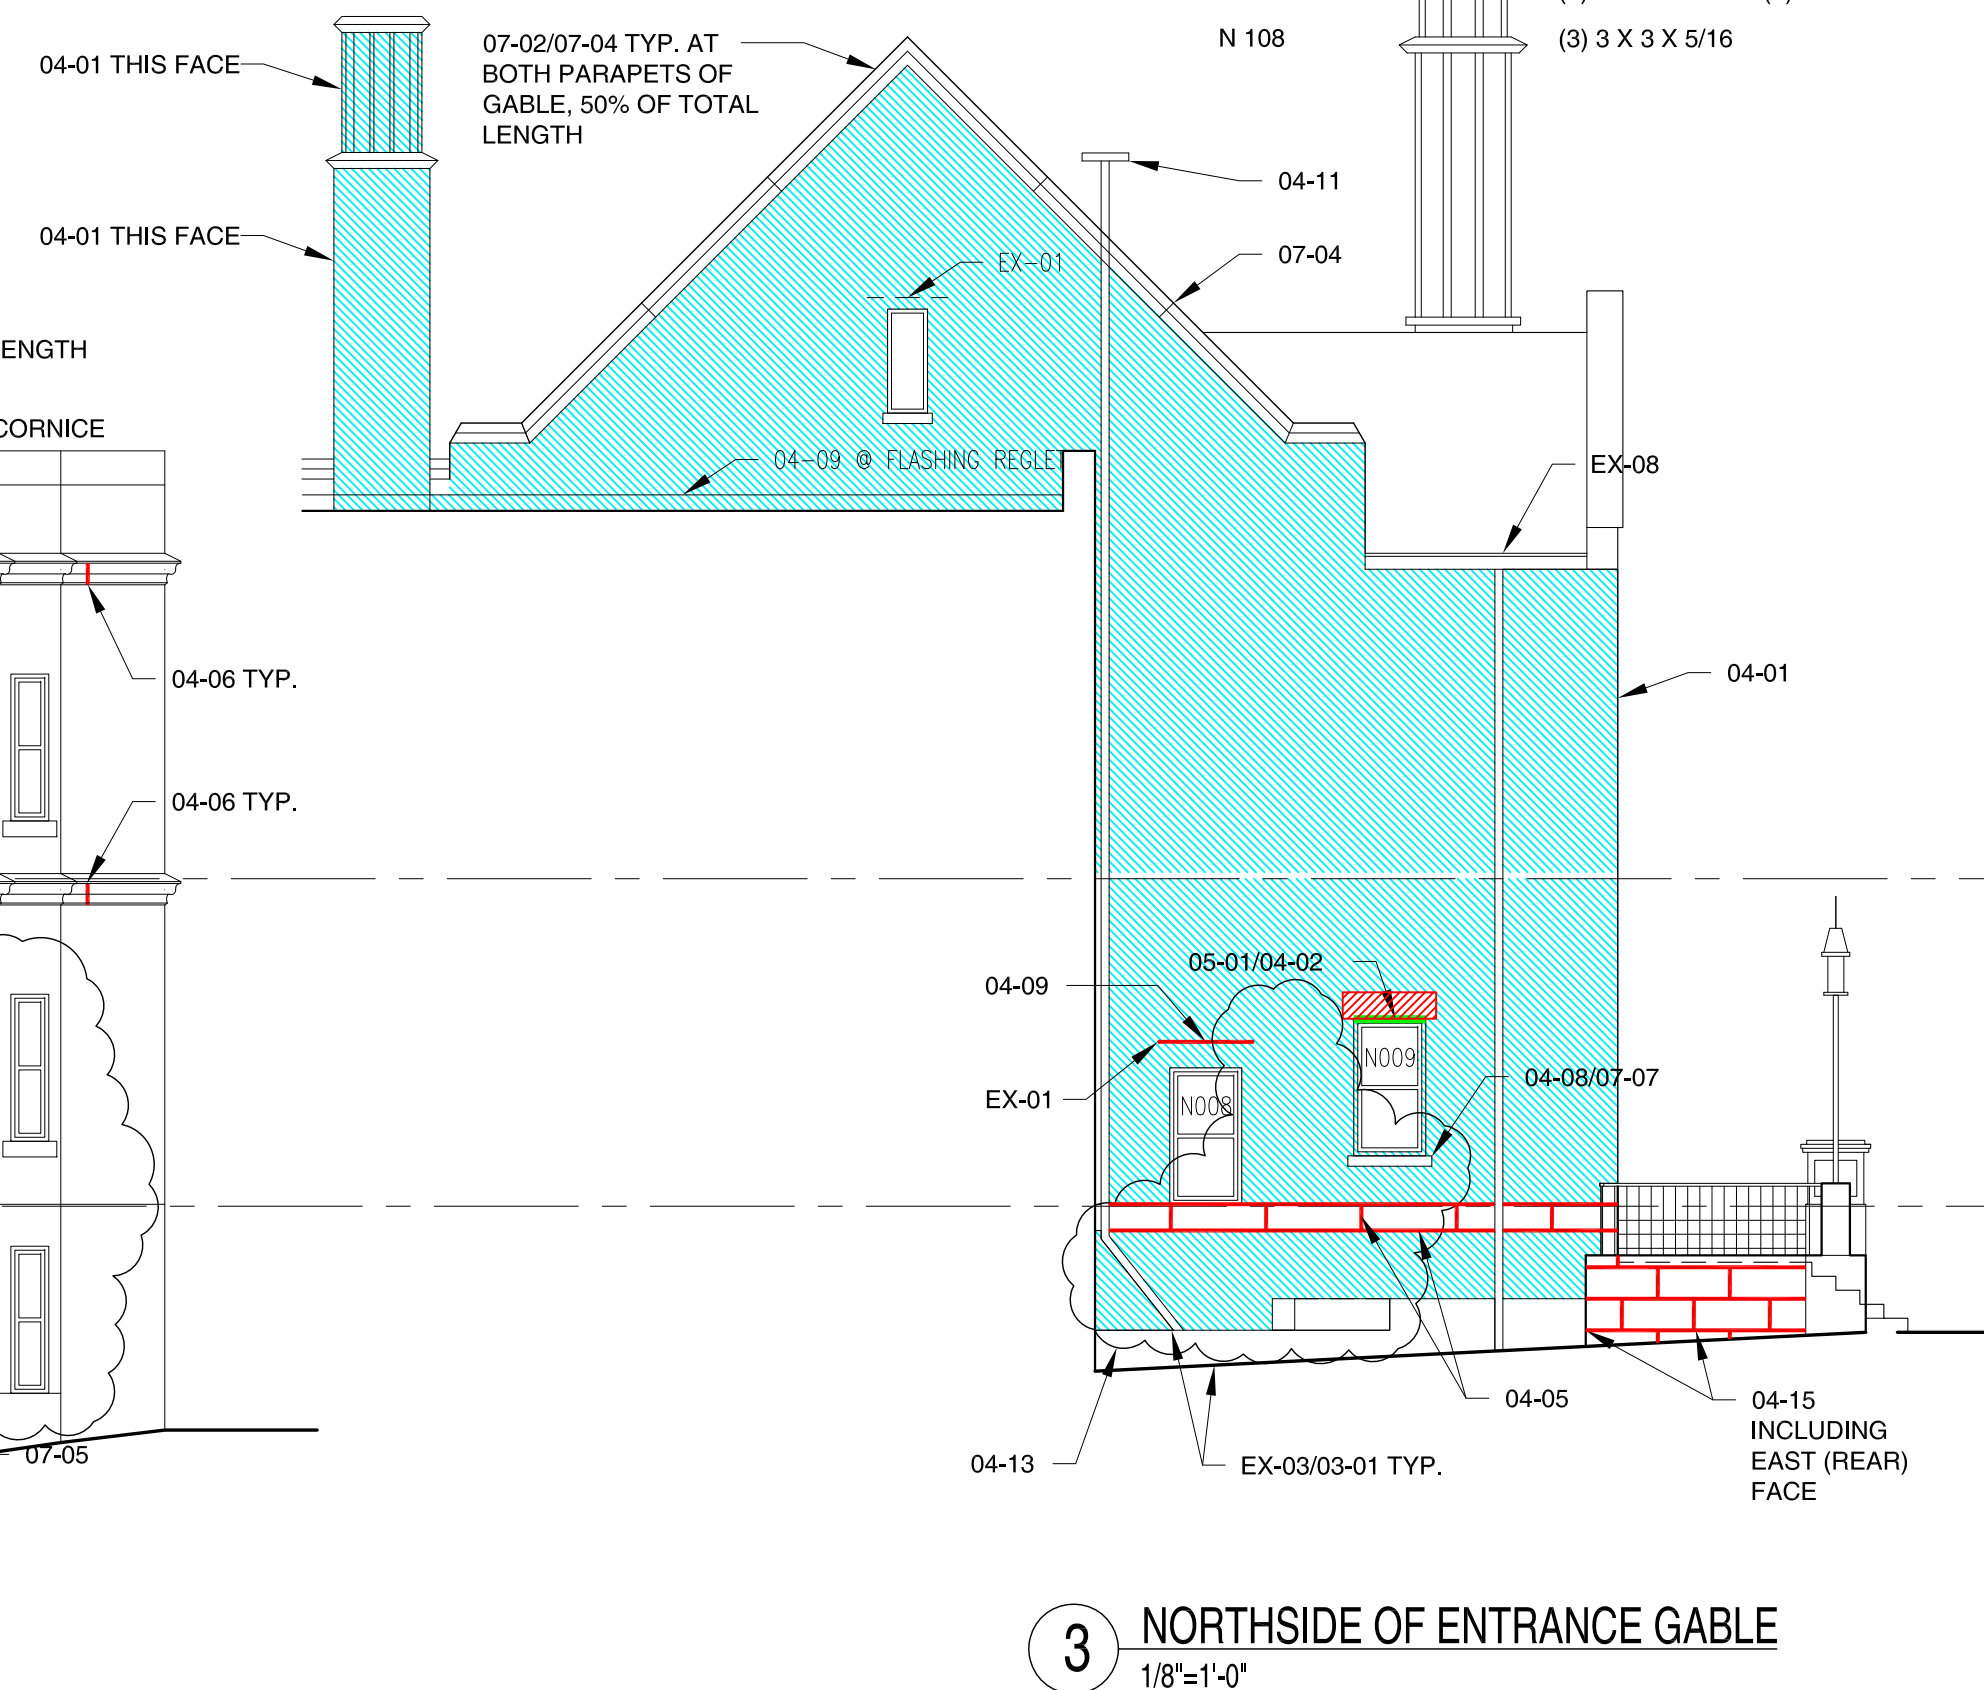 04-01 THIS FACE
07-02/07-04 TYP. AT
BOTH PARAPETS OF
GABLE, 50% OF TOTAL
LENGTH
N 108
(3) 3 X 3 X 5/16
04-11
04-01 THIS FACE
07-04
EX-01
ENGTH
CORNICE
04-09 @ FLASHING REGLET
EX-08
04-06 TYP.
04-01
04-06 TYP.
05-01/04-02
04-09
N009
04-08/07-07
EX-01
N008
04-05
04-15
INCLUDING
EAST (REAR)
FACE
07-05
04-13
EX-03/03-01 TYP.
3
NORTHSIDE OF ENTRANCE GABLE
1/8"=1'-0"